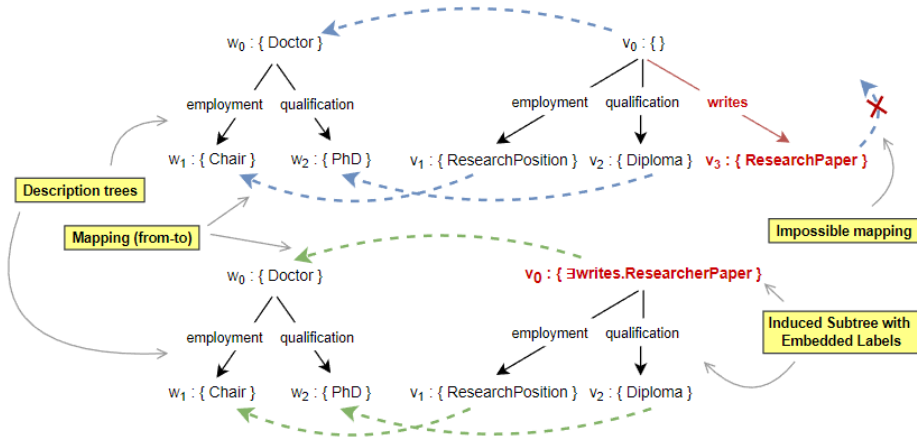 w0 : { Doctor }
v0 : { }
employment
qualification
employment
qualification
writes
w1 : { Chair }
w2 : { PhD }
v1 : { ResearchPosition }
v2 : { Diploma }
v3 : { ResearchPaper }
Description trees
Mapping (from-to)
Impossible mapping
w0 : { Doctor }
v0 : { ∃writes.ResearcherPaper }
employment
qualification
employment
qualification
Induced Subtree with
Embedded Labels
w1 : { Chair }
w2 : { PhD }
v1 : { ResearchPosition }
v2 : { Diploma }